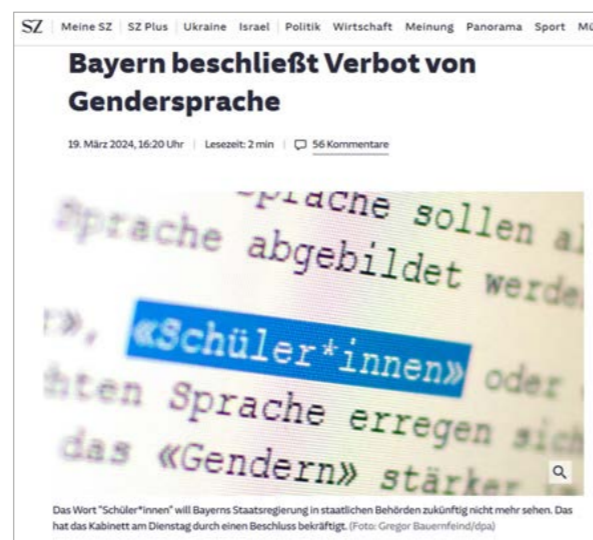 SZ Meine SZ SZ Plus Ukraine Israel Politik Wirtschaft Meinung Panorama Sport
Bayern beschließt Verbot von
Gendersprache
19. März 2024, 16:20 Uhr | Lesezeit: 2 min | 56 Kommentare
Sprache sollen
Sprache abgebildet werde
», «Schüler*innen» oder
hten Sprache erregen sich
das «Gendern» stärker
Das Wort "Schüler*innen" will Bayerns Staatsregierung in staatlichen Behörden zukünftig nicht mehr sehen. Das
hat das Kabinett am Dienstag durch einen Beschluss bekräftigt. (Foto: Gregor Bauernfeind/dpa)